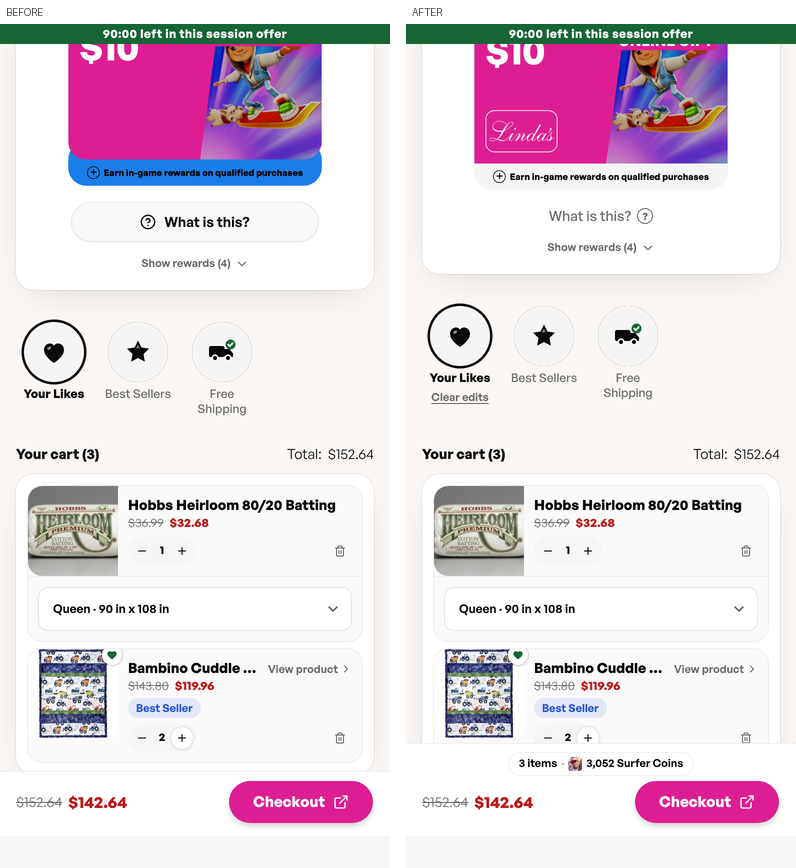 BEFORE
90:00 left in this session offer
$10
Earn in-game rewards on qualified purchases
What is this?
Show rewards (4)
Your Likes
Best Sellers
Free
Shipping
Your cart (3)
Total: $152.64
HOBBS
HEIRLOOM
PREMIUM
COTTON
BATTING
Hobbs Heirloom 80/20 Batting
$36.99 $32.68
1
Queen · 90 in x 108 in
Bambino Cuddle ...
View product
$143.80 $119.96
Best Seller
2
$152.64 $142.64
Checkout
AFTER
90:00 left in this session offer
$10
Linda's
Earn in-game rewards on qualified purchases
What is this?
Show rewards (4)
Your Likes
Clear edits
Best Sellers
Free
Shipping
Your cart (3)
Total: $152.64
HOBBS
HEIRLOOM
PREMIUM
COTTON
BATTING
Hobbs Heirloom 80/20 Batting
$36.99 $32.68
1
Queen · 90 in x 108 in
Bambino Cuddle ...
View product
$143.80 $119.96
Best Seller
2
3 items · 3,052 Surfer Coins
$152.64 $142.64
Checkout